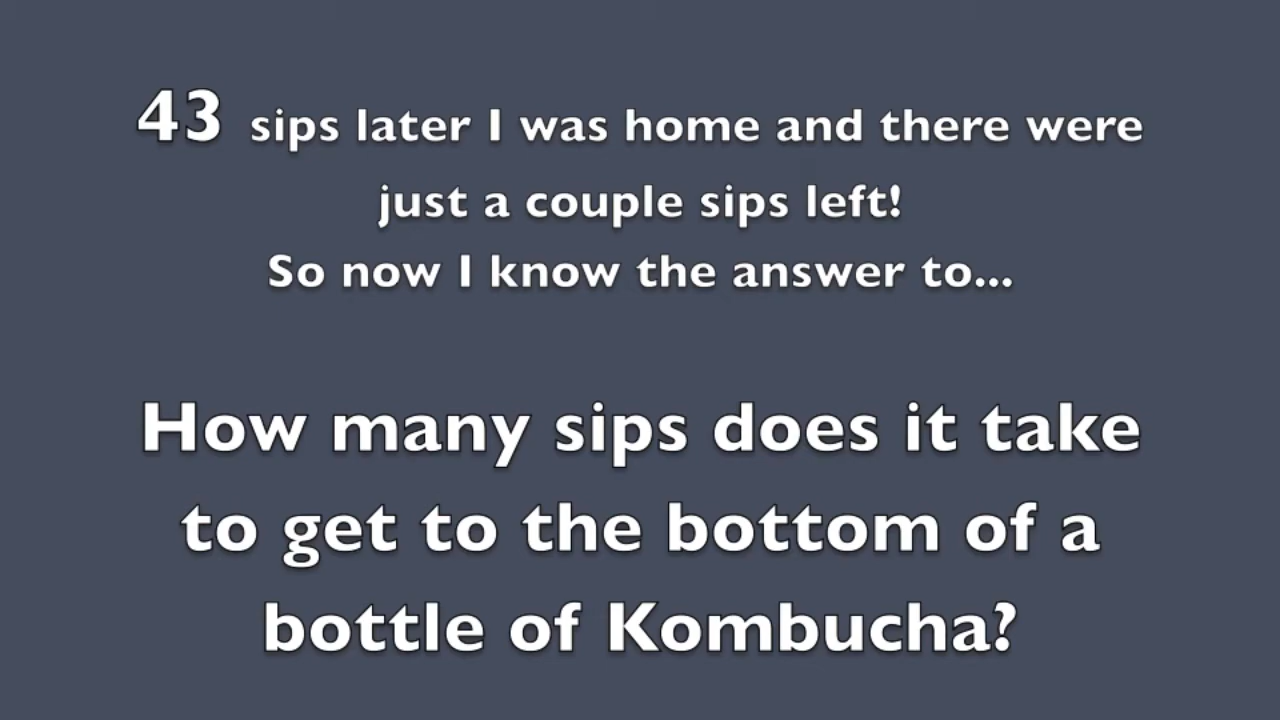 43 sips later I was home and there were
just a couple sips left!
So now I know the answer to...
How many sips does it take
to get to the bottom of a
bottle of Kombucha?